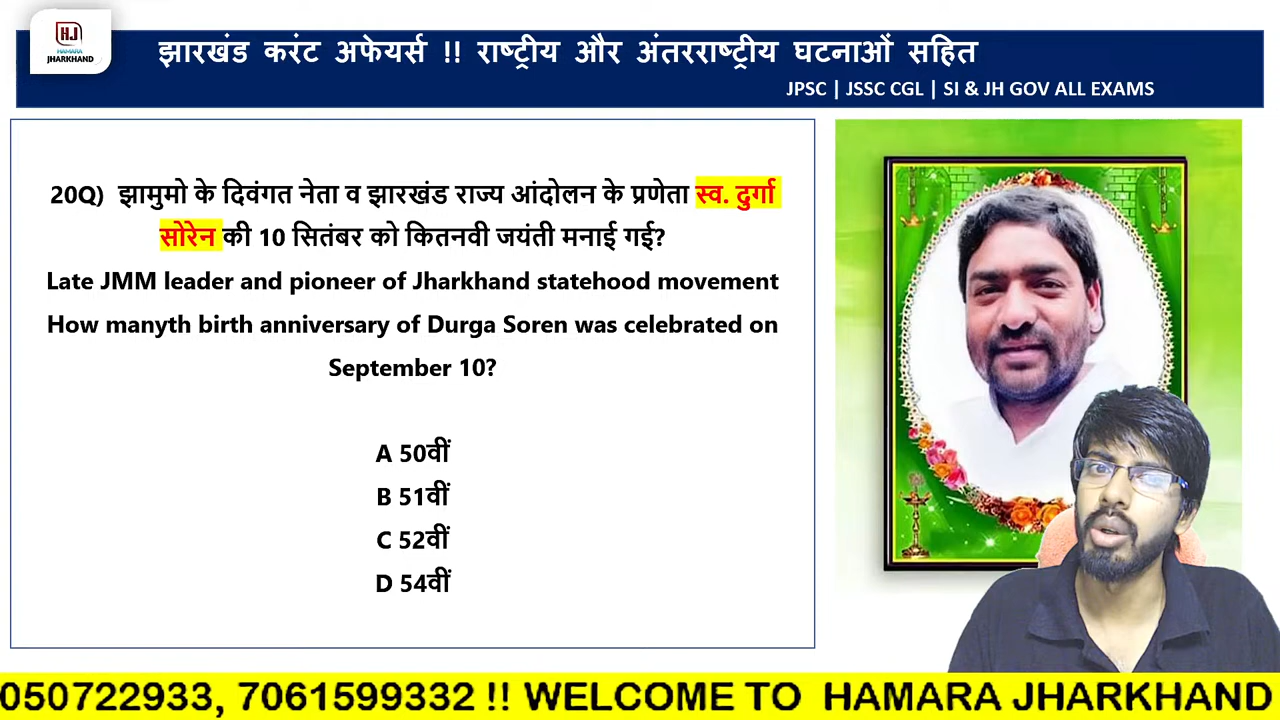 HJ
HAMARA
JHARKHAND
झारखंड करंट अफेयर्स !! राष्ट्रीय और अंतरराष्ट्रीय घटनाओं सहित
JPSC | JSSC CGL | SI & JH GOV ALL EXAMS
20Q) झामुमो के दिवंगत नेता व झारखंड राज्य आंदोलन के प्रणेता स्व. दुर्गा
सोरेन की 10 सितंबर को कितनवी जयंती मनाई गई?
Late JMM leader and pioneer of Jharkhand statehood movement
How manyth birth anniversary of Durga Soren was celebrated on
September 10?
A 50वीं
B 51वीं
C 52वीं
D 54वीं
050722933, 7061599332 !! WELCOME TO HAMARA JHARKHAND